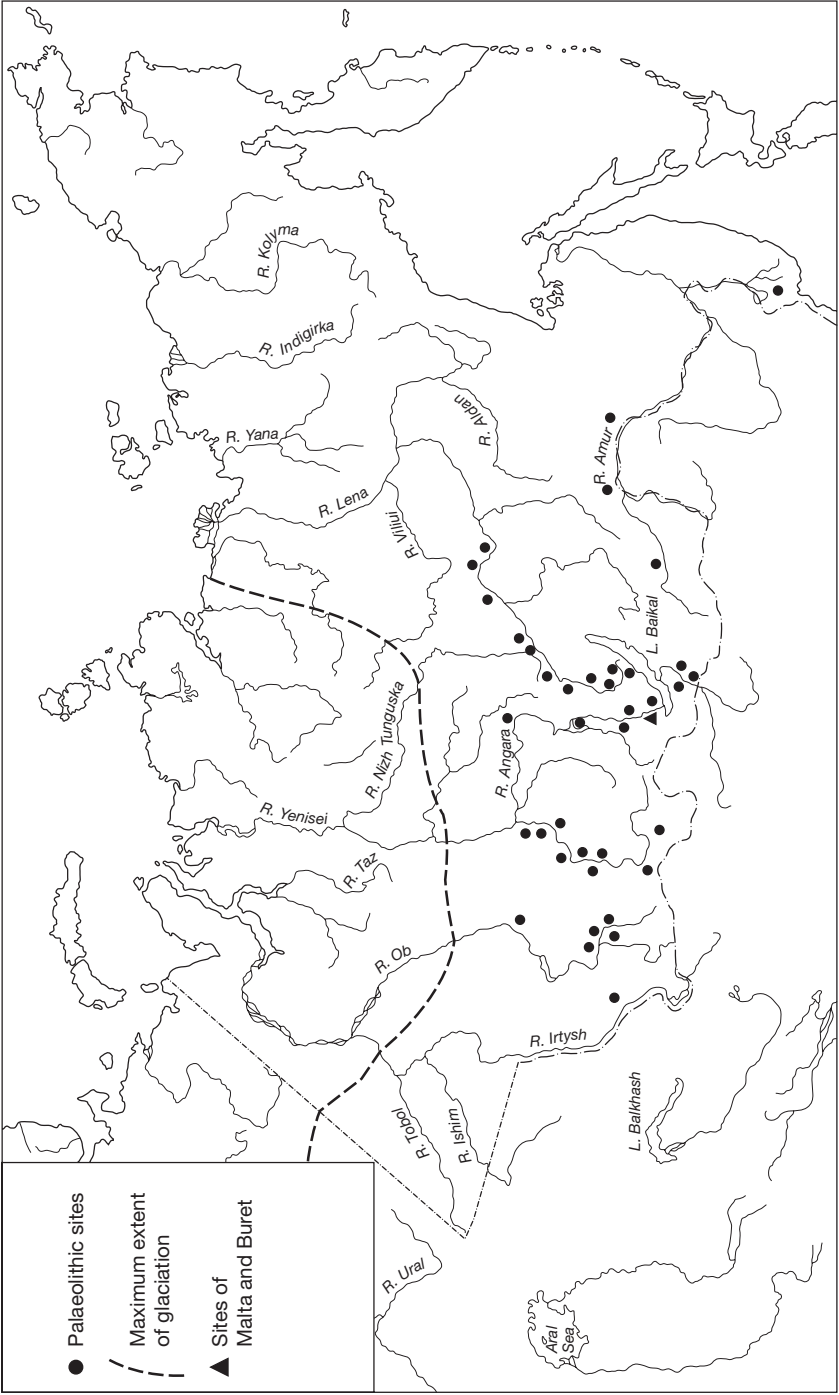 Palaeolithic sites
Maximum extent
of glaciation
Sites of
Malta and Buret
R. Ural
Aral
Sea
R. Tobol
R. Ishim
R. Irtysh
L. Balkhash
R. Ob
R. Taz
R. Yenisei
R. Nizh Tunguska
R. Angara
L. Baikal
R. Lena
R. Viliui
R. Aldan
R. Amur
R. Yana
R. Indigirka
R. Kolyma